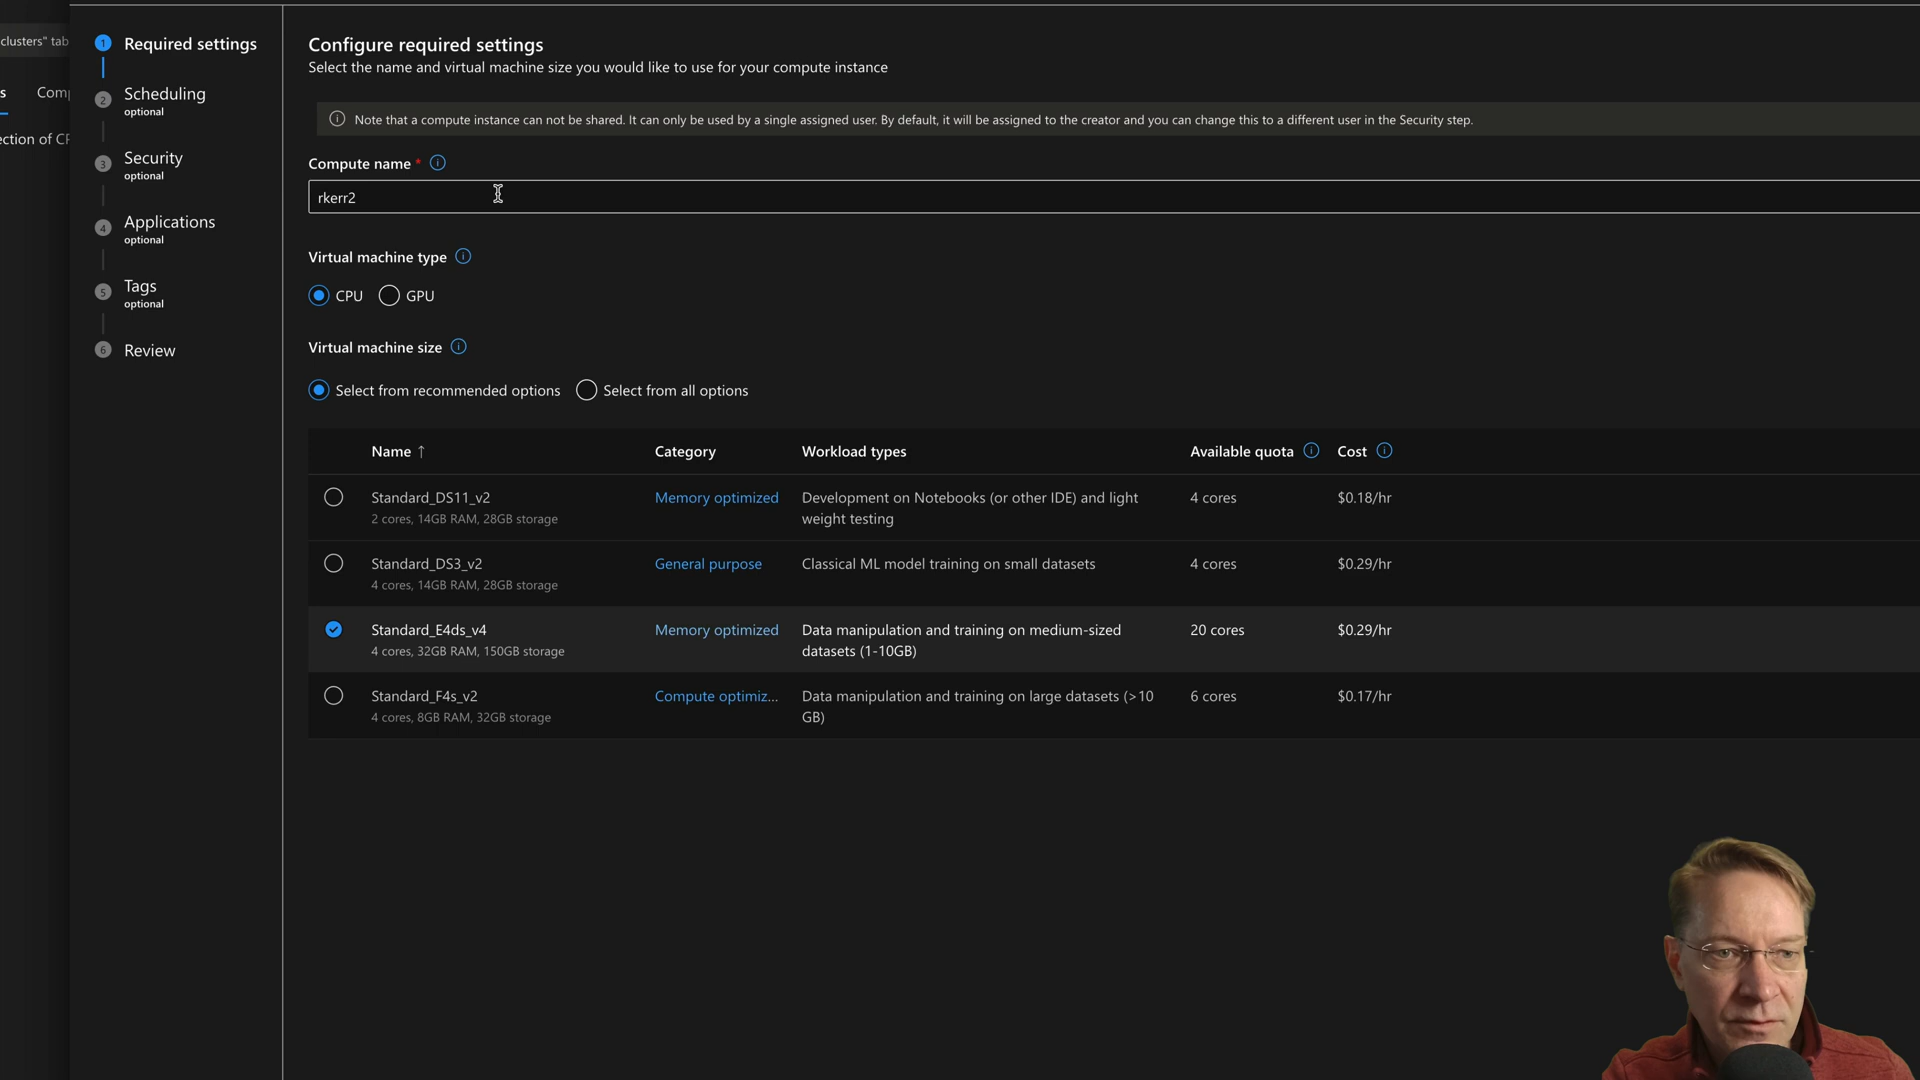 clusters" tab
s
Comp
ection of CP
1
Required settings
2
Scheduling
optional
3
Security
optional
4
Applications
optional
5
Tags
optional
6
Review
Configure required settings
Select the name and virtual machine size you would like to use for your compute instance
Note that a compute instance can not be shared. It can only be used by a single assigned user. By default, it will be assigned to the creator and you can change this to a different user in the Security step.
Compute name *
rkerr2
Virtual machine type
CPU GPU
Virtual machine size
Select from recommended options Select from all options
Name ↑ Category Workload types Available quota Cost
Standard_DS11_v2 Memory optimized Development on Notebooks (or other IDE) and light 4 cores $0.18/hr
2 cores, 14GB RAM, 28GB storage weight testing
Standard_DS3_v2 General purpose Classical ML model training on small datasets 4 cores $0.29/hr
4 cores, 14GB RAM, 28GB storage
Standard_E4ds_v4 Memory optimized Data manipulation and training on medium-sized 20 cores $0.29/hr
4 cores, 32GB RAM, 150GB storage datasets (1-10GB)
Standard_F4s_v2 Compute optimiz... Data manipulation and training on large datasets (>10 6 cores $0.17/hr
4 cores, 8GB RAM, 32GB storage GB)